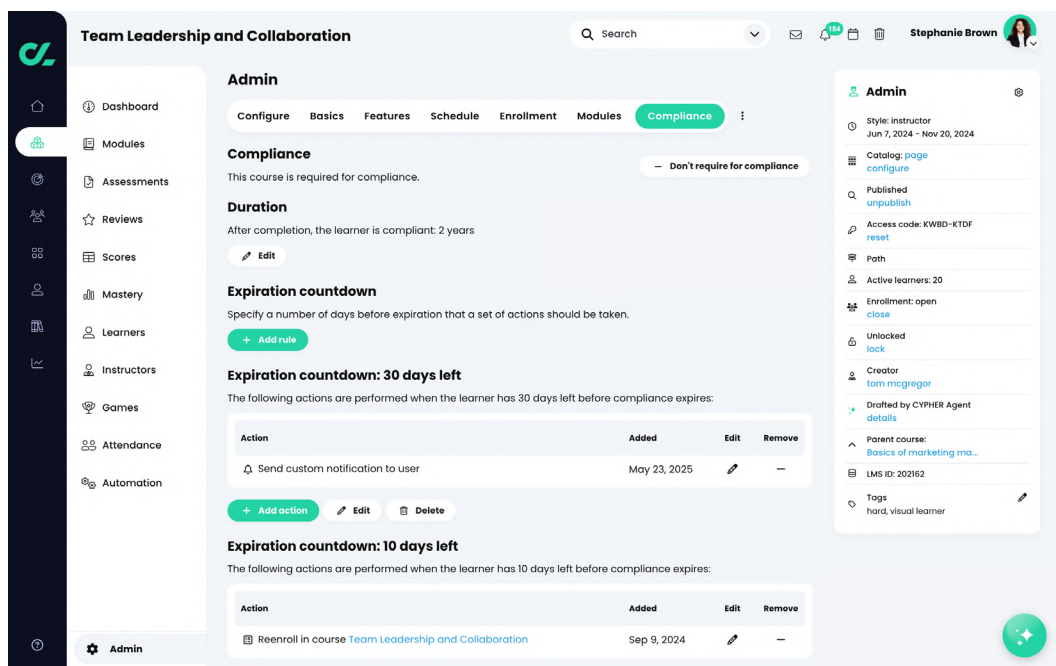 Team Leadership and Collaboration
Search
184
Stephanie Brown
Dashboard
Modules
Assessments
Reviews
Scores
Mastery
Learners
Instructors
Games
Attendance
Automation
Admin
Admin
Configure Basics Features Schedule Enrollment Modules Compliance
Compliance
This course is required for compliance.
Don't require for compliance
Duration
After completion, the learner is compliant: 2 years
Edit
Expiration countdown
Specify a number of days before expiration that a set of actions should be taken.
+ Add rule
Expiration countdown: 30 days left
The following actions are performed when the learner has 30 days left before compliance expires:
Action Added Edit Remove
Send custom notification to user May 23, 2025
+ Add action Edit Delete
Expiration countdown: 10 days left
The following actions are performed when the learner has 10 days left before compliance expires:
Action Added Edit Remove
Reenroll in course Team Leadership and Collaboration Sep 9, 2024
Admin
Style: instructor
Jun 7, 2024 - Nov 20, 2024
Catalog: page
configure
Published
unpublish
Access code: KWBD-KTDF
reset
Path
Active learners: 20
Enrollment: open
close
Unlocked
lock
Creator
tom mcgregor
Drafted by CYPHER Agent
details
Parent course:
Basics of marketing ma...
LMS ID: 202162
Tags
hard, visual learner